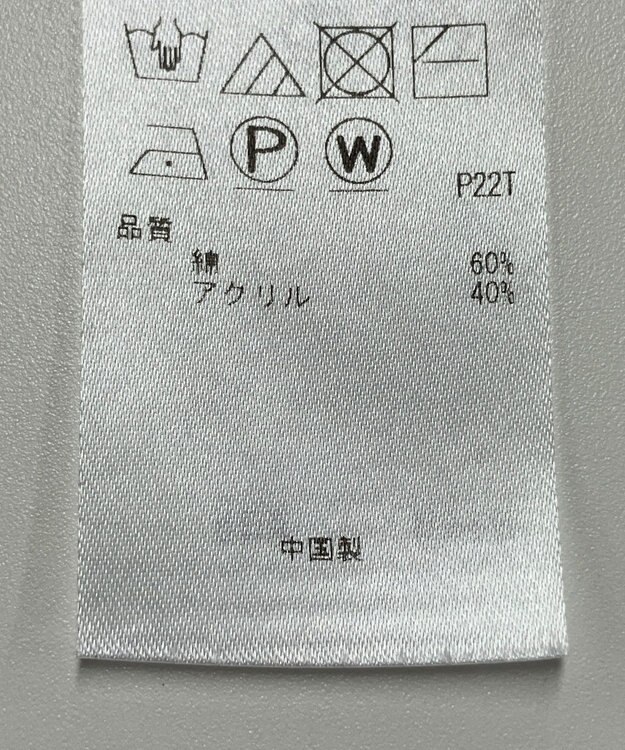 P W
P22T
品質
綿 60%
アクリル 40%
中国製